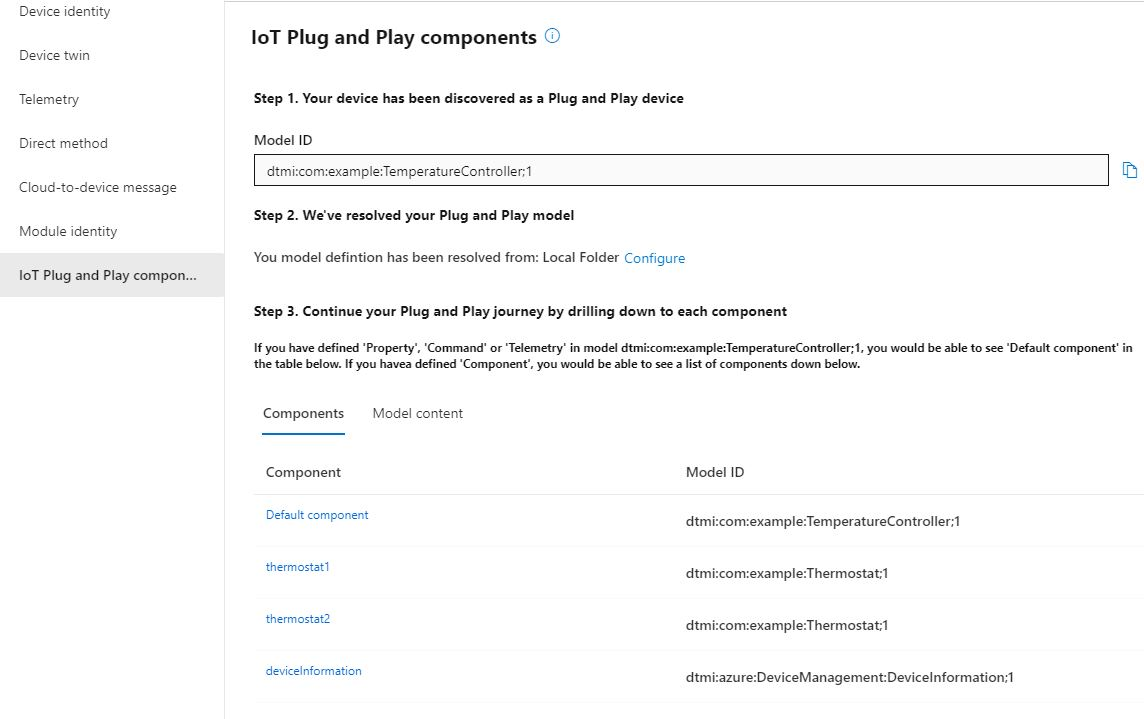 Device identity
Device twin
Telemetry
Direct method
Cloud-to-device message
Module identity
IoT Plug and Play compon...
IoT Plug and Play components
Step 1. Your device has been discovered as a Plug and Play device
Model ID
dtmi:com:example:TemperatureController;1
Step 2. We've resolved your Plug and Play model
You model defintion has been resolved from: Local Folder Configure
Step 3. Continue your Plug and Play journey by drilling down to each component
If you have defined 'Property', 'Command' or 'Telemetry' in model dtmi:com:example:TemperatureController;1, you would be able to see 'Default component' in
the table below. If you havea defined 'Component', you would be able to see a list of components down below.
Components Model content
Component Model ID
Default component dtmi:com:example:TemperatureController;1
thermostat1 dtmi:com:example:Thermostat;1
thermostat2 dtmi:com:example:Thermostat;1
deviceInformation dtmi:azure:DeviceManagement:DeviceInformation;1